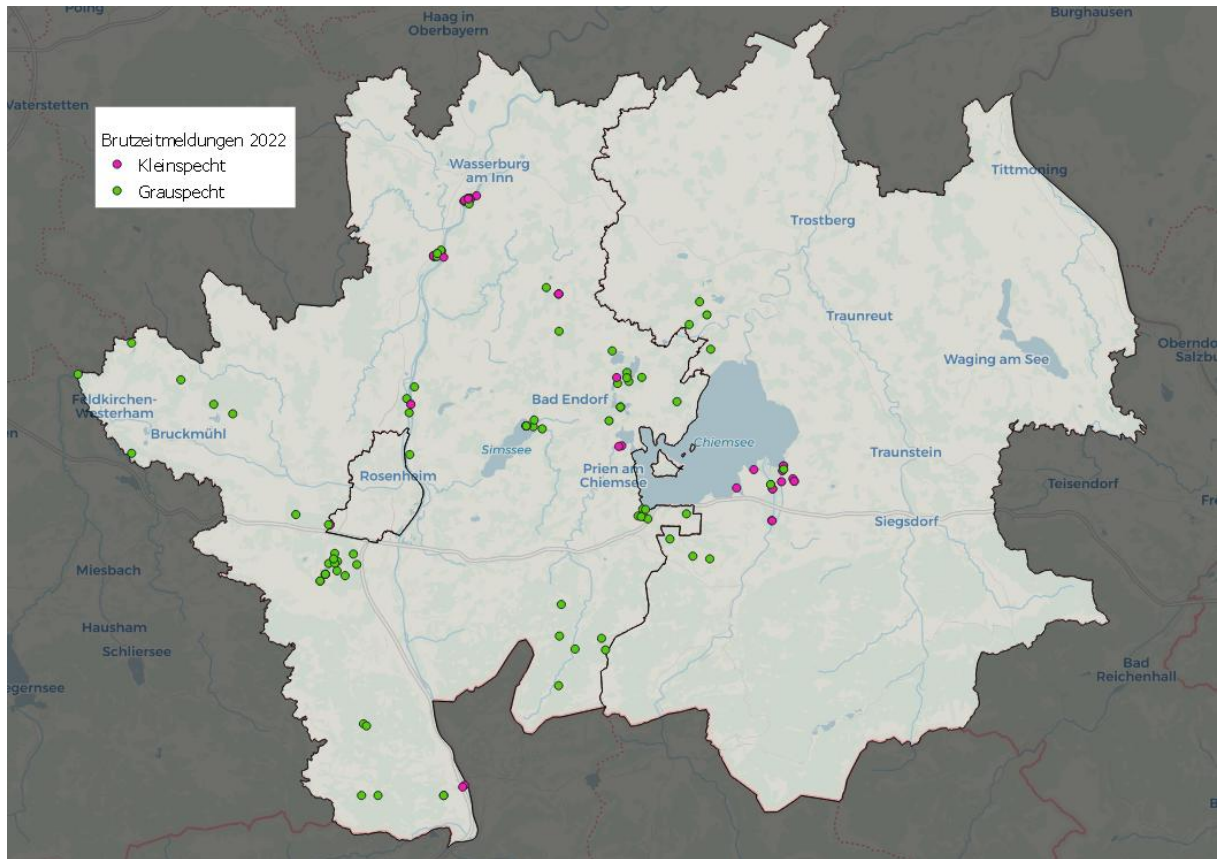 Poing
Haag in
Oberbayern
Burghausen
Vaterstetten
Brutzeitmeldungen 2022
Kleinspecht
Grauspecht
Wasserburg
am Inn
Tittmoning
Trostberg
Traunreut
Waging am See
Feldkirchen-
Westerham
Bruckmühl
Bad Endorf
Simssee
Chiemsee
Rosenheim
Prien am
Chiemsee
Traunstein
Teisendorf
Siegsdorf
Miesbach
Hausham
Schliersee
Bad
Reichenhall